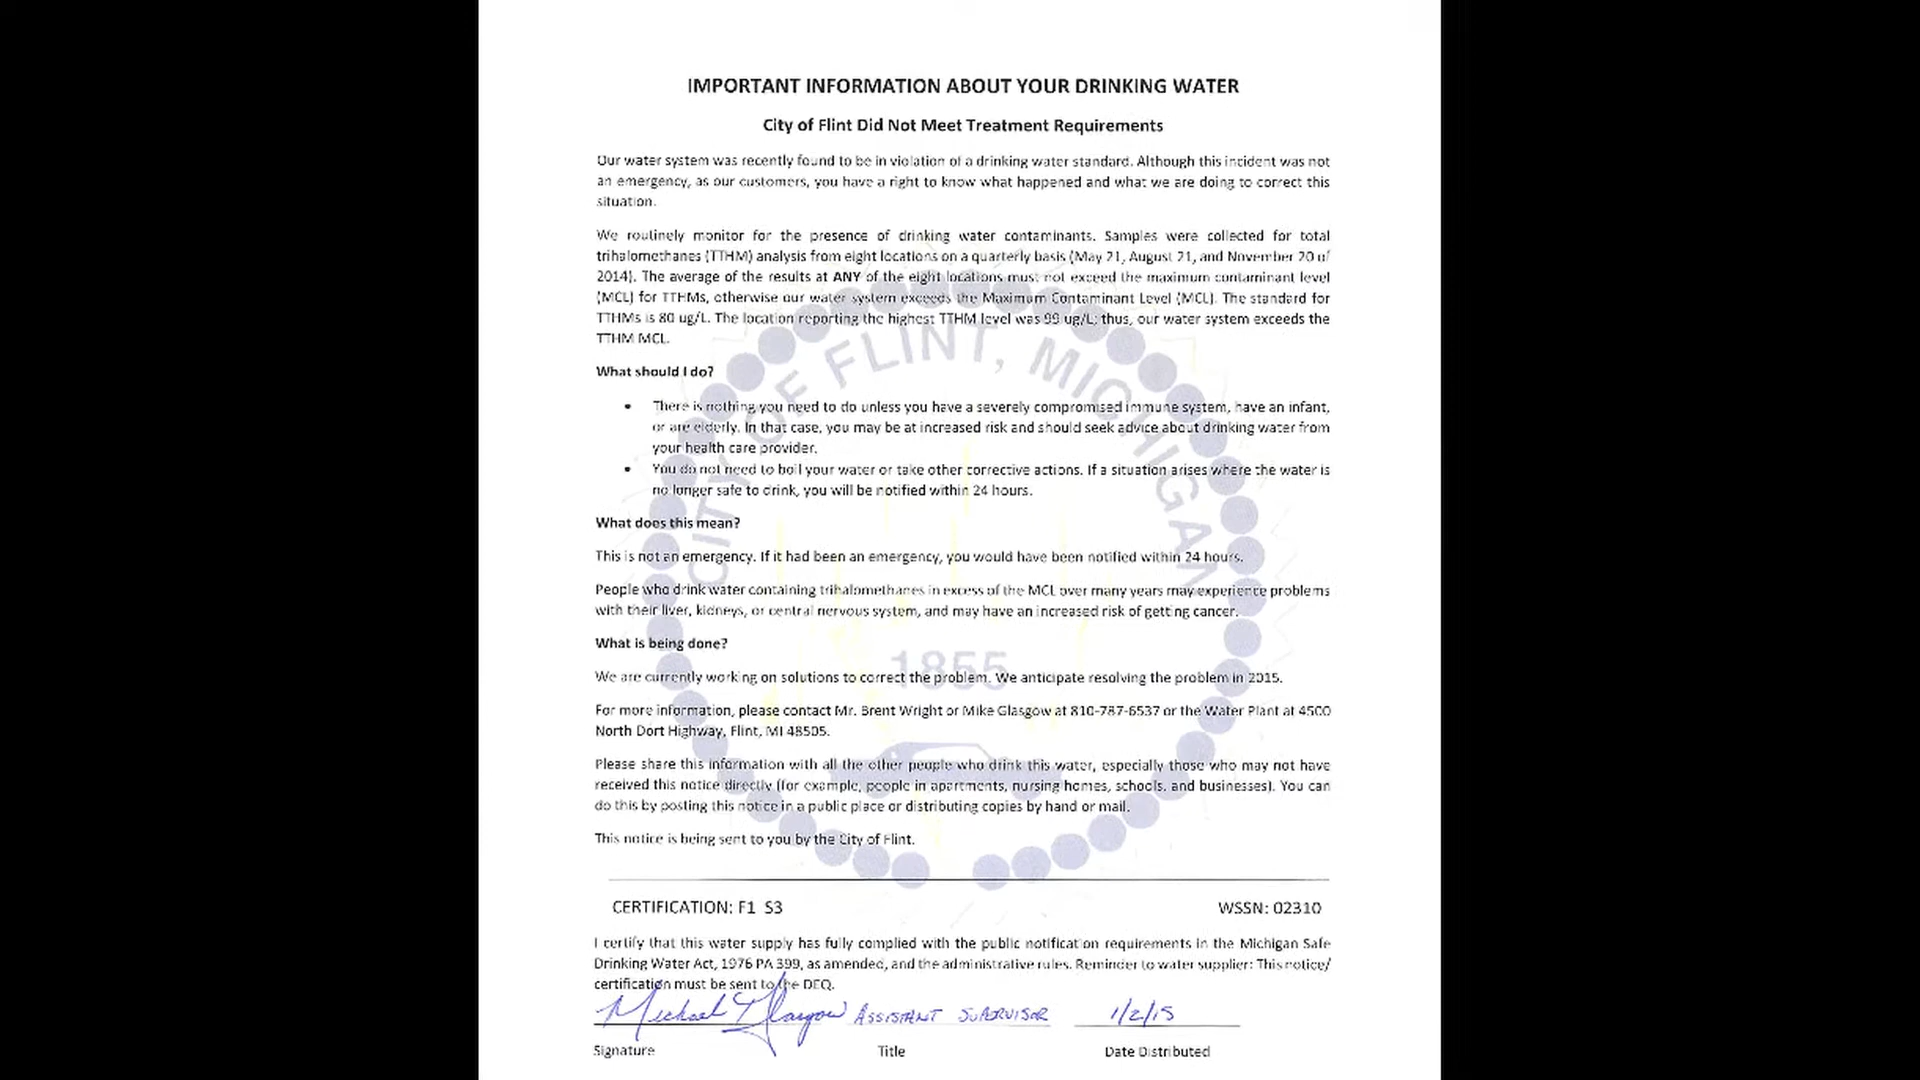 IMPORTANT INFORMATION ABOUT YOUR DRINKING WATER
City of Flint Did Not Meet Treatment Requirements
Our water system was recently found to be in violation of a drinking water standard. Although this incident was not
an emergency, as our customers, you have a right to know what happened and what we are doing to correct this
situation.
We routinely monitor for the presence of drinking water contaminants. Samples were collected for total
trihalomethanes (TTHM) analysis from eight locations on a quarterly basis (May 21, August 21, and November 20 of
2014). The average of the results at ANY of the eight locations must not exceed the maximum contaminant level
(MCL) for TTHMs, otherwise our water system exceeds the Maximum Contaminant Level (MCL). The standard for
TTHMs is 80 ug/L. The location reporting the highest TTHM level was 99 ug/L; thus, our water system exceeds the
TTHM MCL.
What should I do?
• There is nothing you need to do unless you have a severely compromised immune system, have an infant,
or are elderly. In that case, you may be at increased risk and should seek advice about drinking water from
your health care provider.
• You do not need to boil your water or take other corrective actions. If a situation arises where the water is
no longer safe to drink, you will be notified within 24 hours.
What does this mean?
This is not an emergency. If it had been an emergency, you would have been notified within 24 hours.
People who drink water containing trihalomethanes in excess of the MCL over many years may experience problems
with their liver, kidneys, or central nervous system, and may have an increased risk of getting cancer.
What is being done?
We are currently working on solutions to correct the problem. We anticipate resolving the problem in 2015.
For more information, please contact Mr. Brent Wright or Mike Glasgow at 810-787-6537 or the Water Plant at 4500
North Dort Highway, Flint, MI 48505.
Please share this information with all the other people who drink this water, especially those who may not have
received this notice directly (for example, people in apartments, nursing homes, schools, and businesses). You can
do this by posting this notice in a public place or distributing copies by hand or mail.
This notice is being sent to you by the City of Flint.
CITY OF FLINT, MICHIGAN
1855
CERTIFICATION: F1 S3 WSSN: 02310
I certify that this water supply has fully complied with the public notification requirements in the Michigan Safe
Drinking Water Act, 1976 PA 399, as amended, and the administrative rules. Reminder to water supplier: This notice/
certification must be sent to the DEQ.
Michael Glasgow ASSISTANT SUPERVISOR 1/2/15
Signature Title Date Distributed